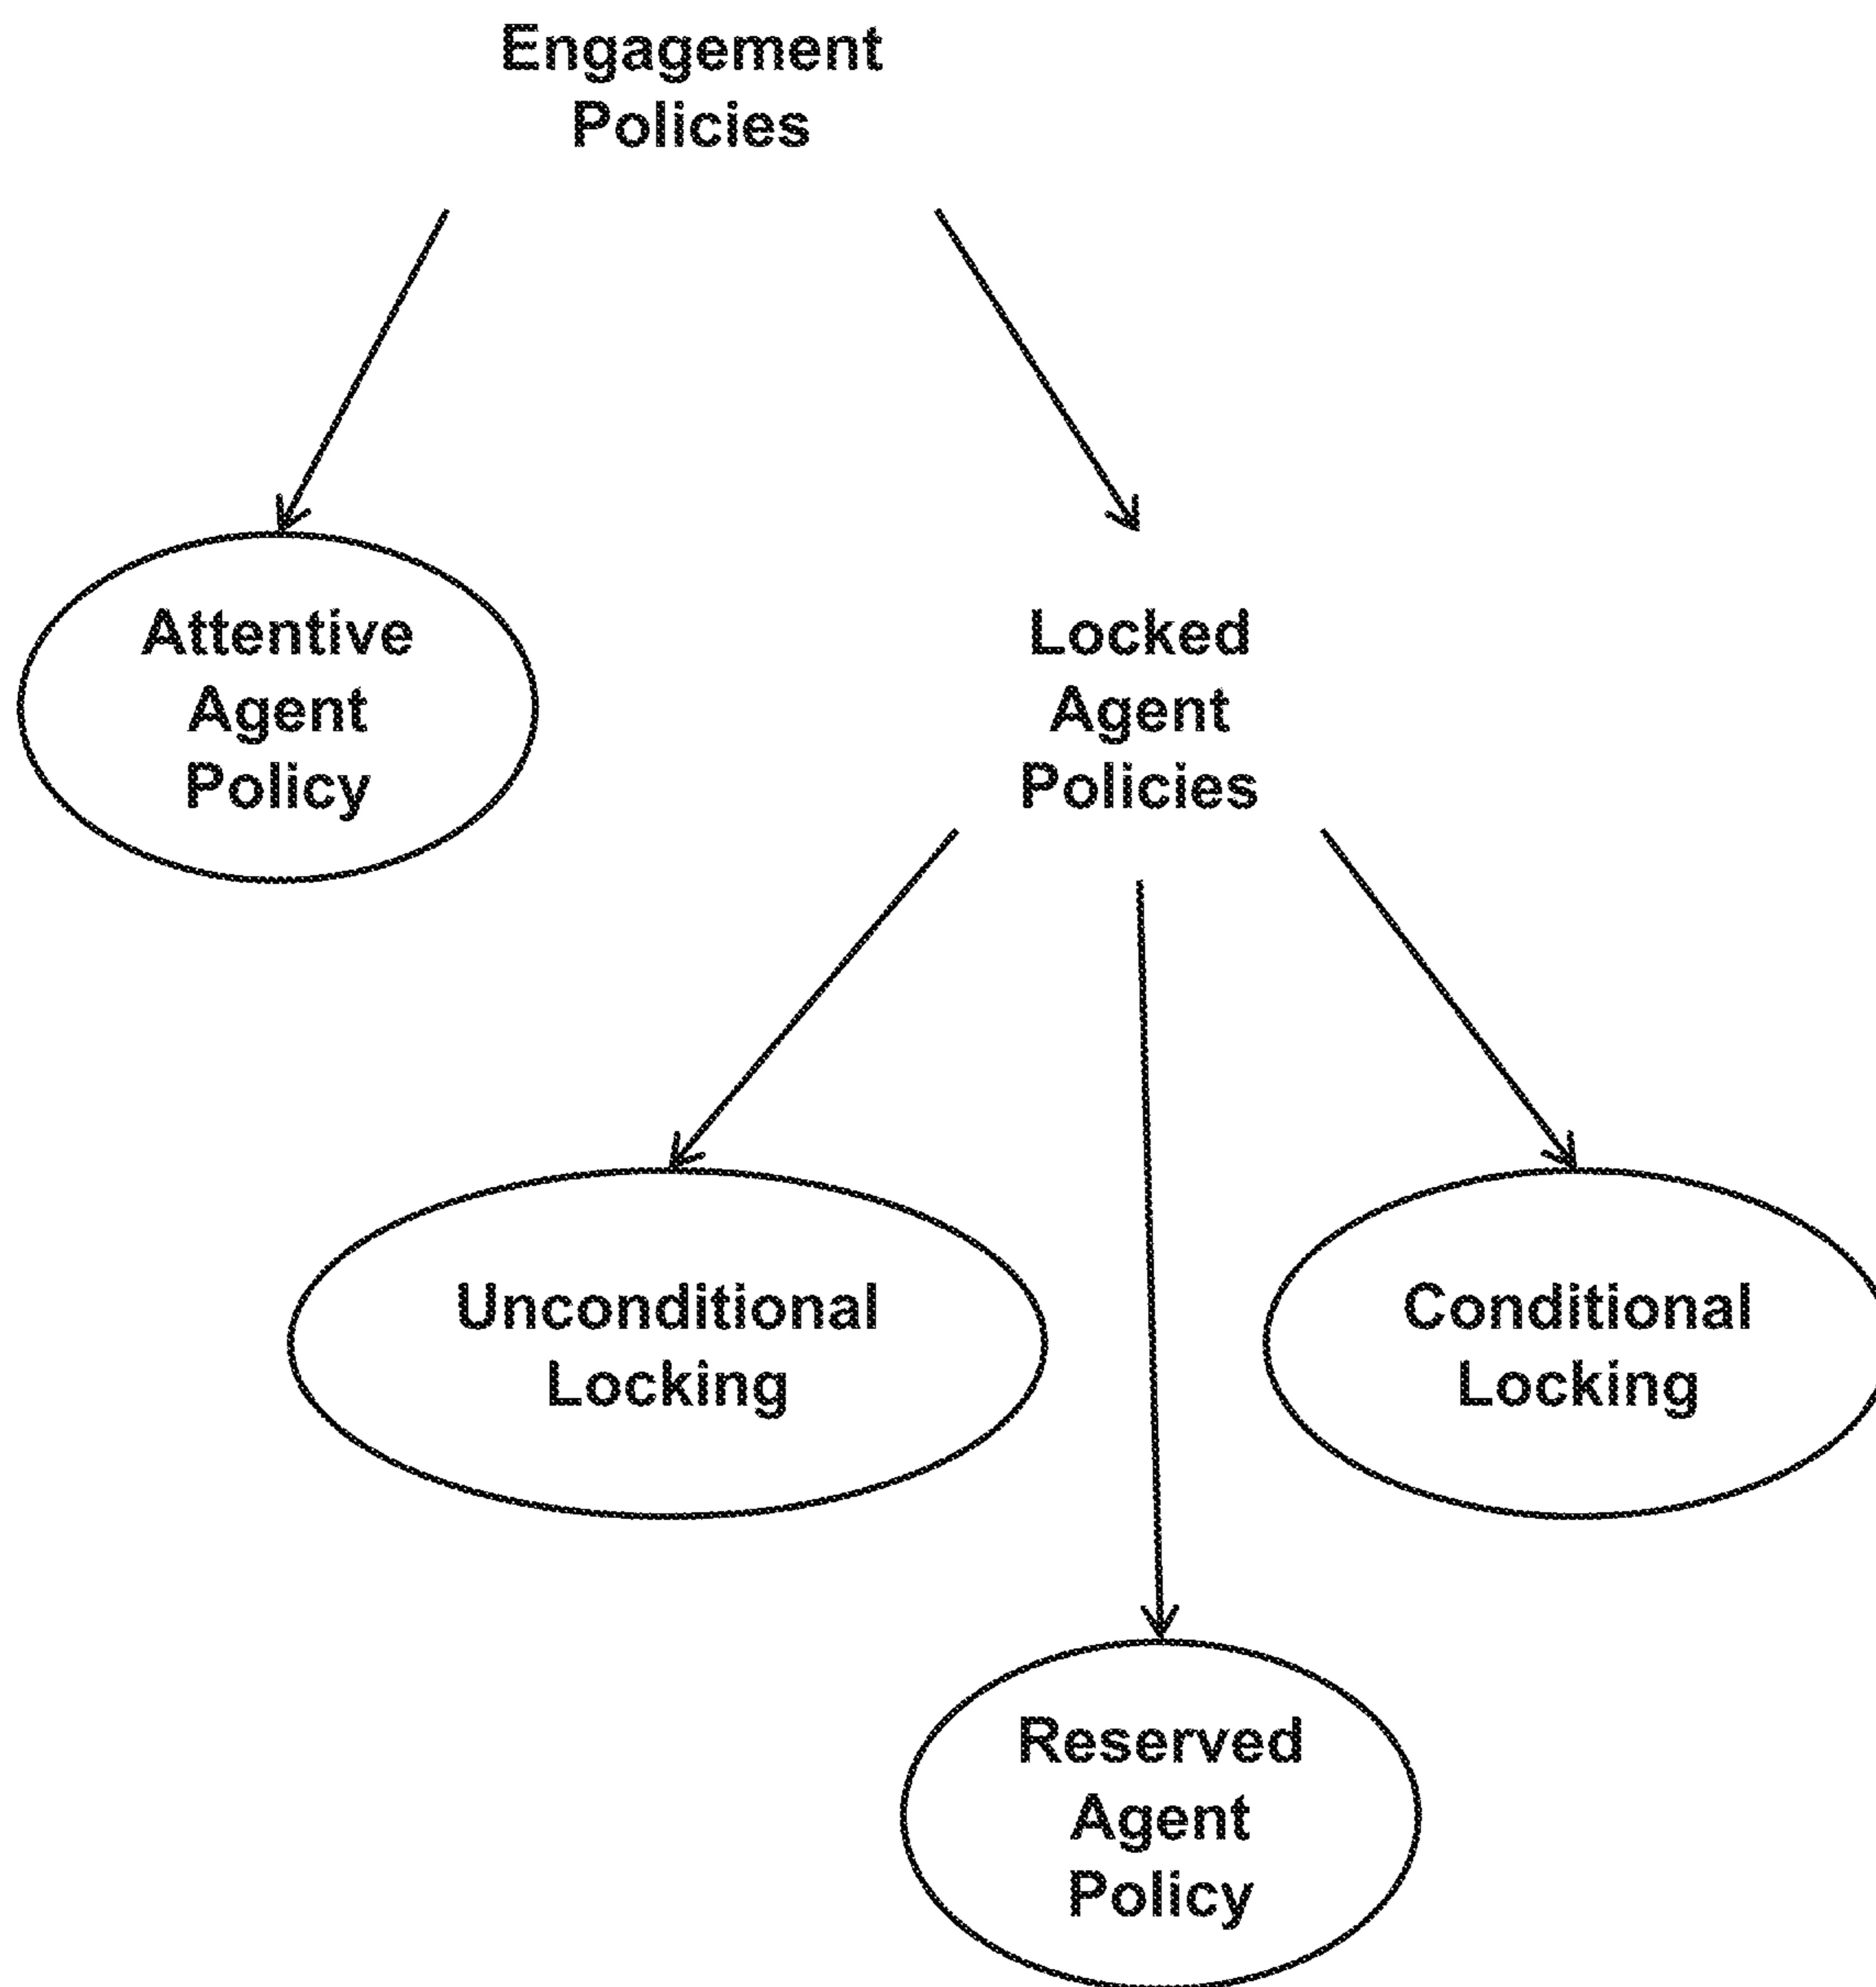 Engagement
Policies
Attentive
Agent
Policy
Locked
Agent
Policies
Unconditional
Locking
Conditional
Locking
Reserved
Agent
Policy